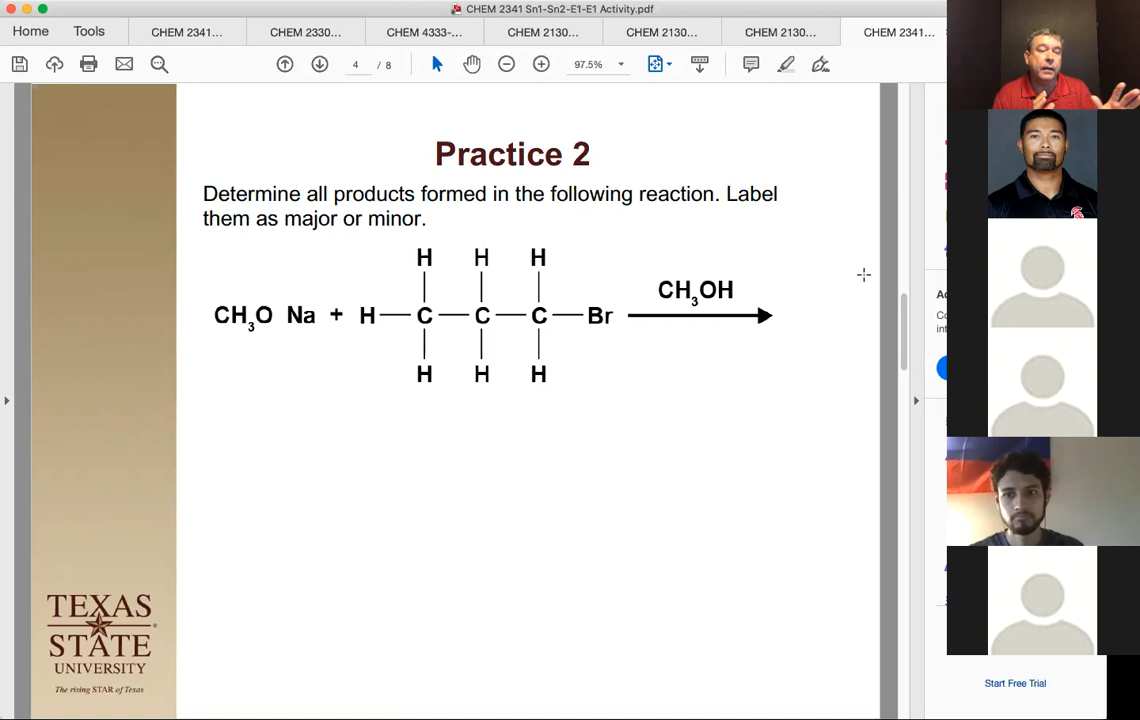 CHEM 2341 Sn1-Sn2-E1-E1 Activity.pdf
Home Tools CHEM 2341... CHEM 2330... CHEM 4333-... CHEM 2130... CHEM 2130... CHEM 2130... CHEM 2341...
4 / 8 97.5%
Practice 2
Determine all products formed in the following reaction. Label
them as major or minor.
H H H
CH3O Na + H C C C Br CH3OH
H H H
TEXAS
STATE
UNIVERSITY
The rising STAR of Texas
Start Free Trial